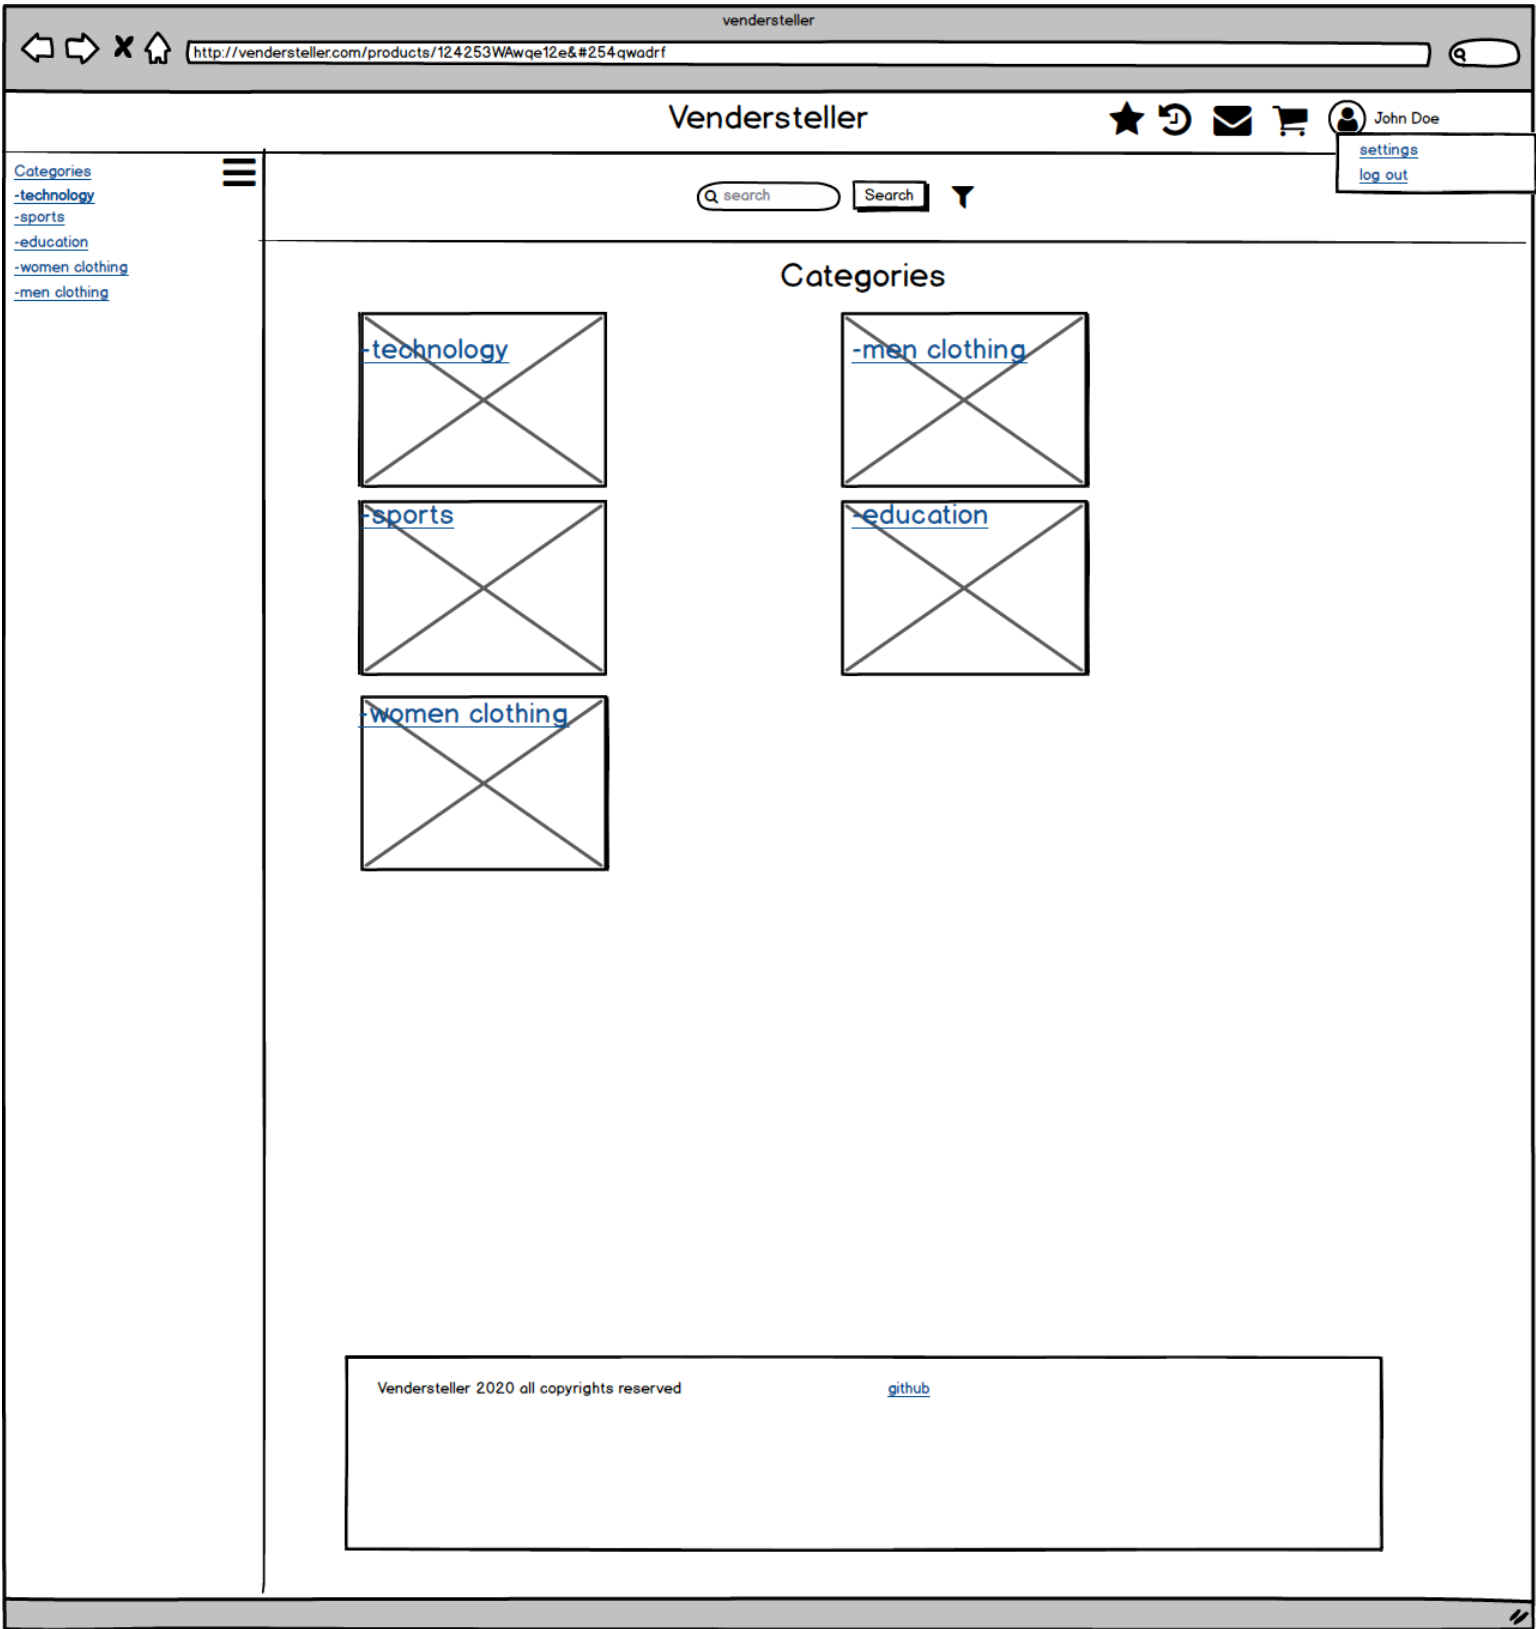 vendersteller
http://vendersteller.com/products/124253WAwqe12e&#254qwadrf
Vendersteller
John Doe
settings
log out
Categories
-technology
-sports
-education
-women clothing
-men clothing
search
Search
Categories
-technology
-men clothing
-sports
-education
-women clothing
Vendersteller 2020 all copyrights reserved
github